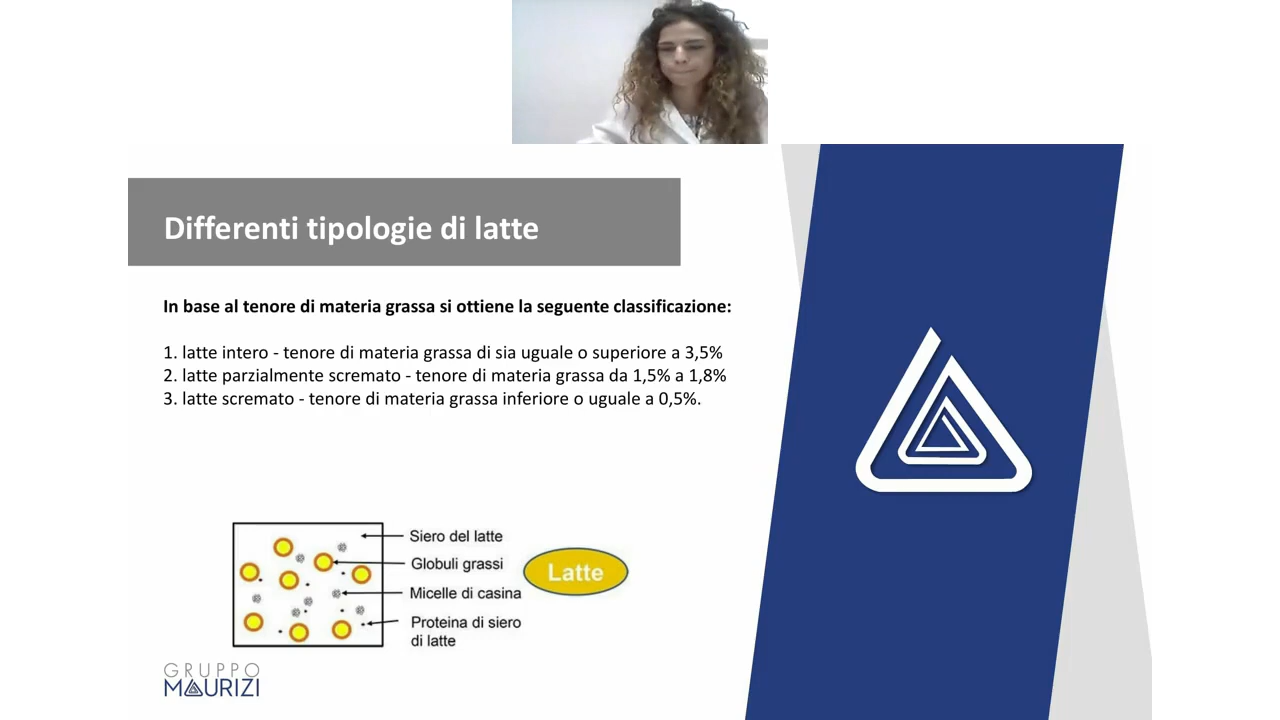 Differenti tipologie di latte
In base al tenore di materia grassa si ottiene la seguente classificazione:
1. latte intero - tenore di materia grassa di sia uguale o superiore a 3,5%
2. latte parzialmente scremato - tenore di materia grassa da 1,5% a 1,8%
3. latte scremato - tenore di materia grassa inferiore o uguale a 0,5%.
Siero del latte
Globuli grassi
Latte
Micelle di casina
Proteina di siero
di latte
GRUPPO
MAURIZI